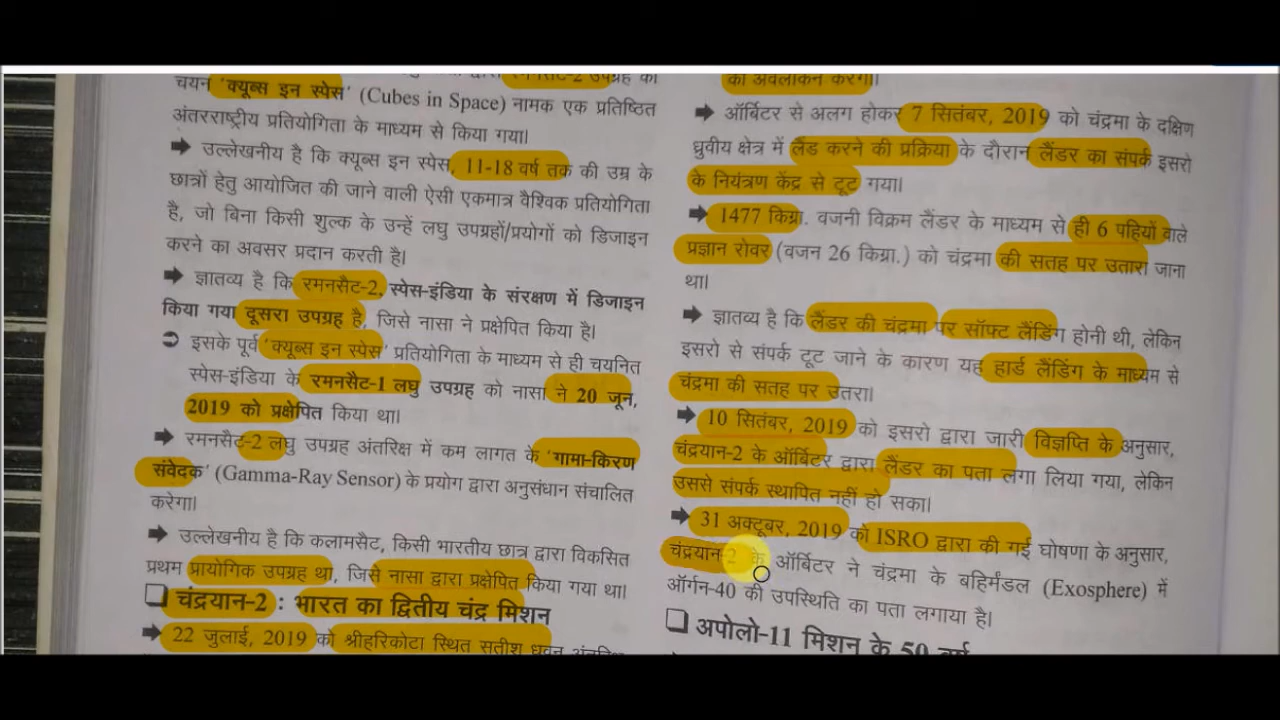 रमनसैट-2 उपग्रह का
चयन 'क्यूब्स इन स्पेस' (Cubes in Space) नामक एक प्रतिष्ठित
अंतरराष्ट्रीय प्रतियोगिता के माध्यम से किया गया।
➡ उल्लेखनीय है कि क्यूब्स इन स्पेस, 11-18 वर्ष तक की उम्र के
छात्रों हेतु आयोजित की जाने वाली ऐसी एकमात्र वैश्विक प्रतियोगिता
है, जो बिना किसी शुल्क के उन्हें लघु उपग्रहों/प्रयोगों को डिजाइन
करने का अवसर प्रदान करती है।
➡ ज्ञातव्य है कि रमनसैट-2, स्पेस-इंडिया के संरक्षण में डिजाइन
किया गया दूसरा उपग्रह है, जिसे नासा ने प्रक्षेपित किया है।
➲ इसके पूर्व 'क्यूब्स इन स्पेस' प्रतियोगिता के माध्यम से ही चयनित
स्पेस-इंडिया के रमनसैट-1 लघु उपग्रह को नासा ने 20 जून,
2019 को प्रक्षेपित किया था।
➡ रमनसैट-2 लघु उपग्रह अंतरिक्ष में कम लागत के 'गामा-किरण
संवेदक' (Gamma-Ray Sensor) के प्रयोग द्वारा अनुसंधान संचालित
करेगा।
➡ उल्लेखनीय है कि कलामसैट, किसी भारतीय छात्र द्वारा विकसित
प्रथम प्रायोगिक उपग्रह था, जिसे नासा द्वारा प्रक्षेपित किया गया था।
❑ चंद्रयान-2 : भारत का द्वितीय चंद्र मिशन
➡ 22 जुलाई, 2019 को श्रीहरिकोटा स्थित सतीश धवन अंतरिक्ष
का अवलोकन करेगा।
➡ ऑर्बिटर से अलग होकर 7 सितंबर, 2019 को चंद्रमा के दक्षिण
ध्रुवीय क्षेत्र में लैंड करने की प्रक्रिया के दौरान लैंडर का संपर्क इसरो
के नियंत्रण केंद्र से टूट गया।
➡ 1477 किग्रा. वजनी विक्रम लैंडर के माध्यम से ही 6 पहियों वाले
प्रज्ञान रोवर (वजन 26 किग्रा.) को चंद्रमा की सतह पर उतारा जाना
था।
➡ ज्ञातव्य है कि लैंडर की चंद्रमा पर सॉफ्ट लैंडिंग होनी थी, लेकिन
इसरो से संपर्क टूट जाने के कारण यह हार्ड लैंडिंग के माध्यम से
चंद्रमा की सतह पर उतरा।
➡ 10 सितंबर, 2019 को इसरो द्वारा जारी विज्ञप्ति के अनुसार,
चंद्रयान-2 के ऑर्बिटर द्वारा लैंडर का पता लगा लिया गया, लेकिन
उससे संपर्क स्थापित नहीं हो सका।
➡ 31 अक्टूबर, 2019 को ISRO द्वारा की गई घोषणा के अनुसार,
चंद्रयान-2 के ऑर्बिटर ने चंद्रमा के बहिर्मंडल (Exosphere) में
ऑर्गन-40 की उपस्थिति का पता लगाया है।
❑ अपोलो-11 मिशन के 50 वर्ष